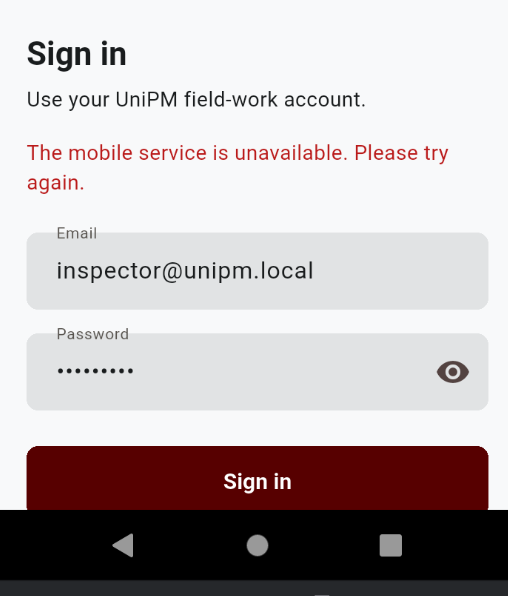 Sign in
Use your UniPM field-work account.
The mobile service is unavailable. Please try
again.
Email
inspector@unipm.local
Password
•••••••••
Sign in